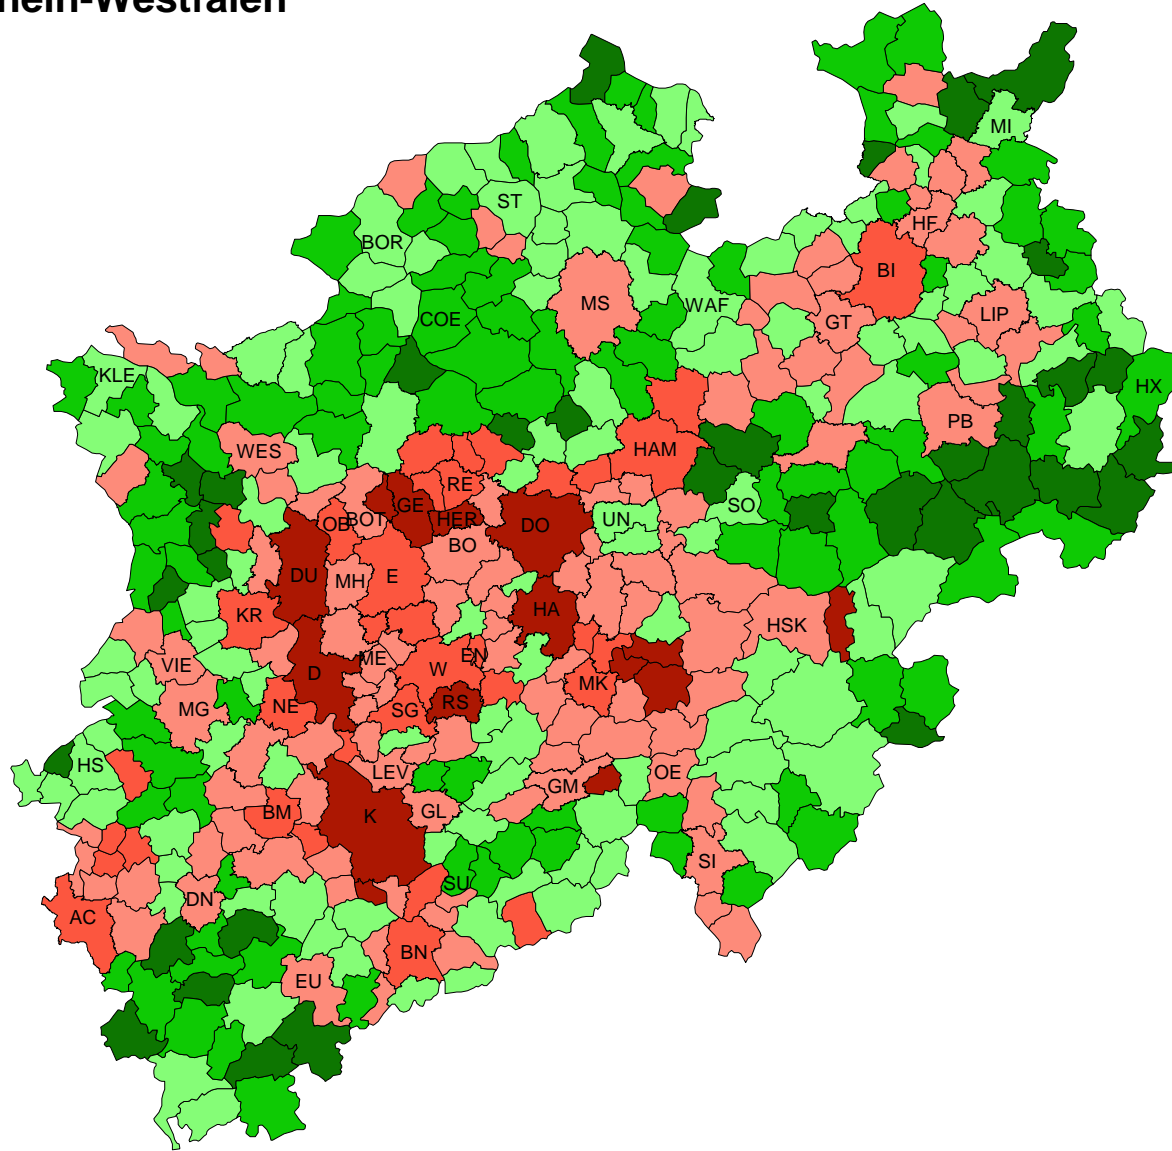 hein-Westfalen
MI
ST
HF
BOR
BI
MS
WAF
LIP
COE
GT
KLE
HX
PB
WES
HAM
RE
GE
SO
OB
BOT
HER
DO
UN
BO
DU
MH
E
HA
KR
HSK
VIE
ME
EN
D
W
MK
RS
MG
NE
SG
HS
LEV
OE
GM
BM
K
GL
SI
SU
DN
AC
BN
EU